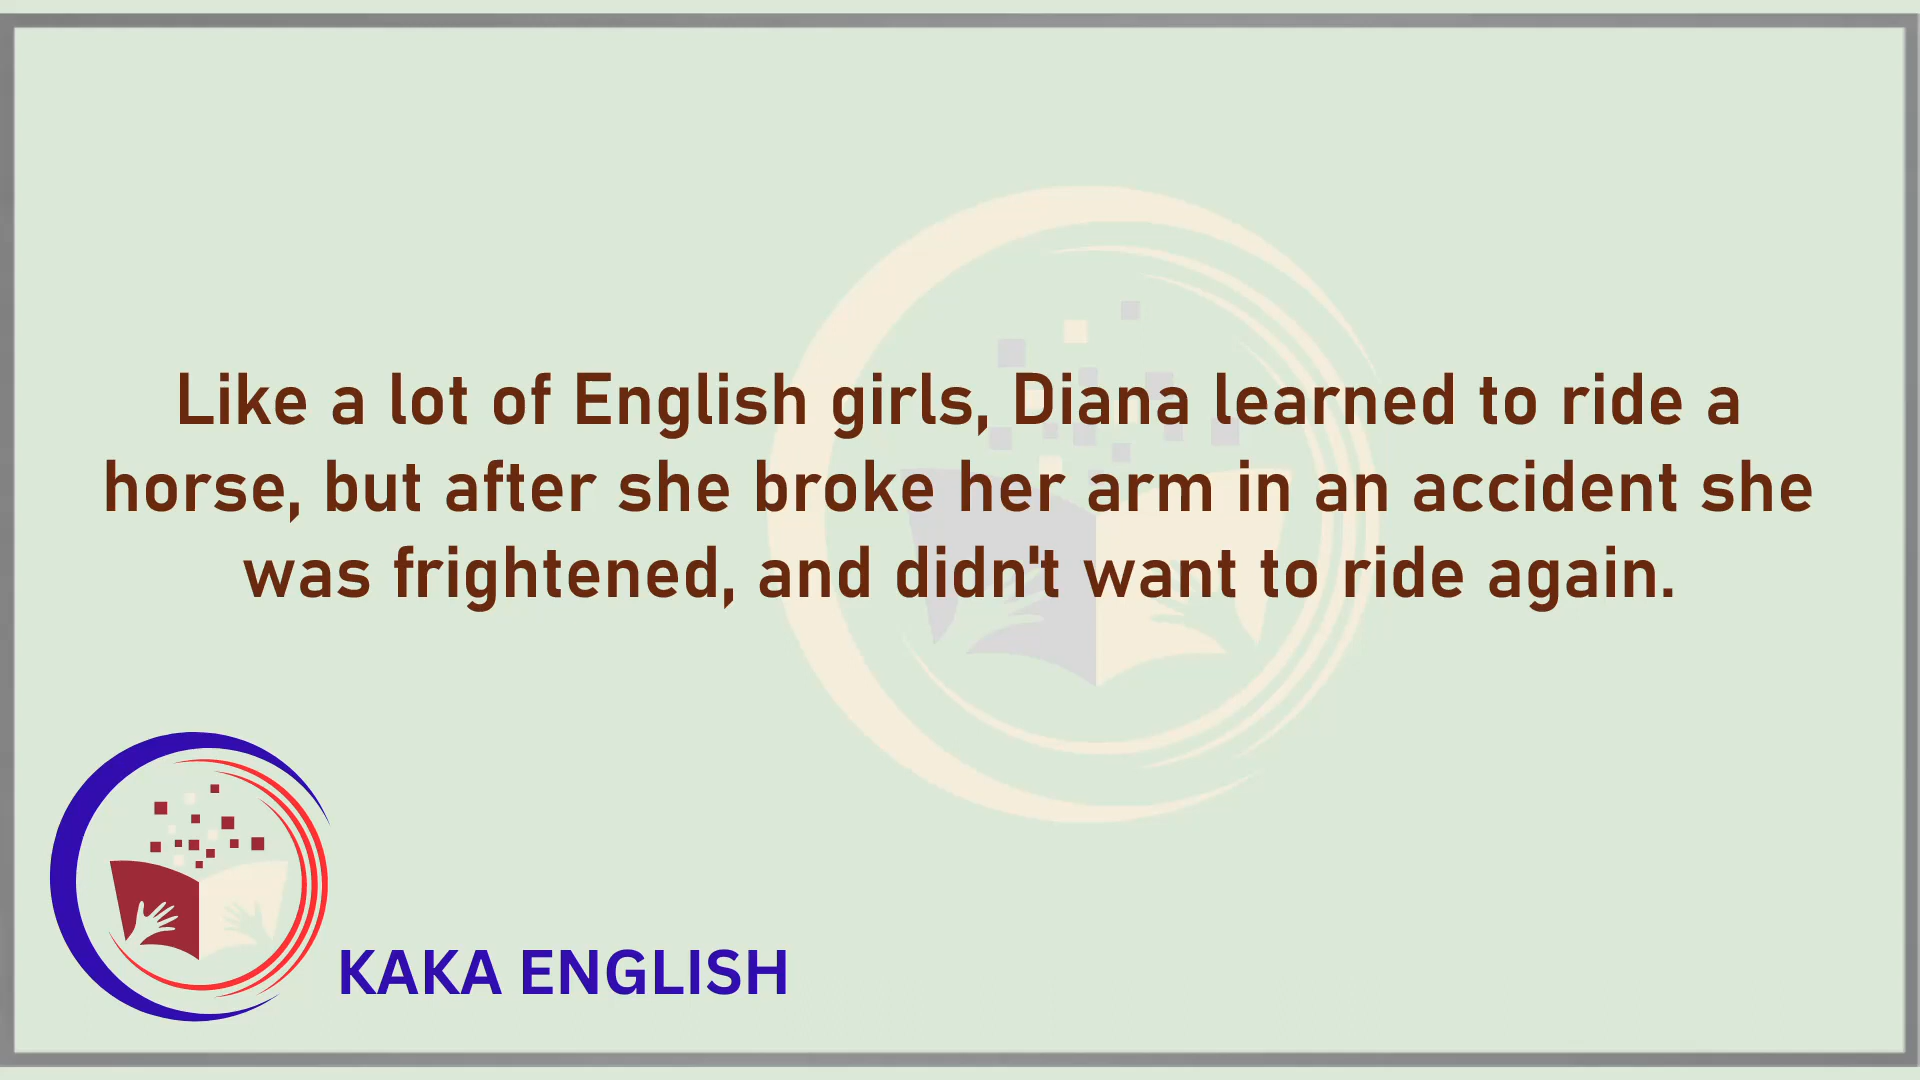 Like a lot of English girls, Diana learned to ride a
horse, but after she broke her arm in an accident she
was frightened, and didn't want to ride again.
KAKA ENGLISH